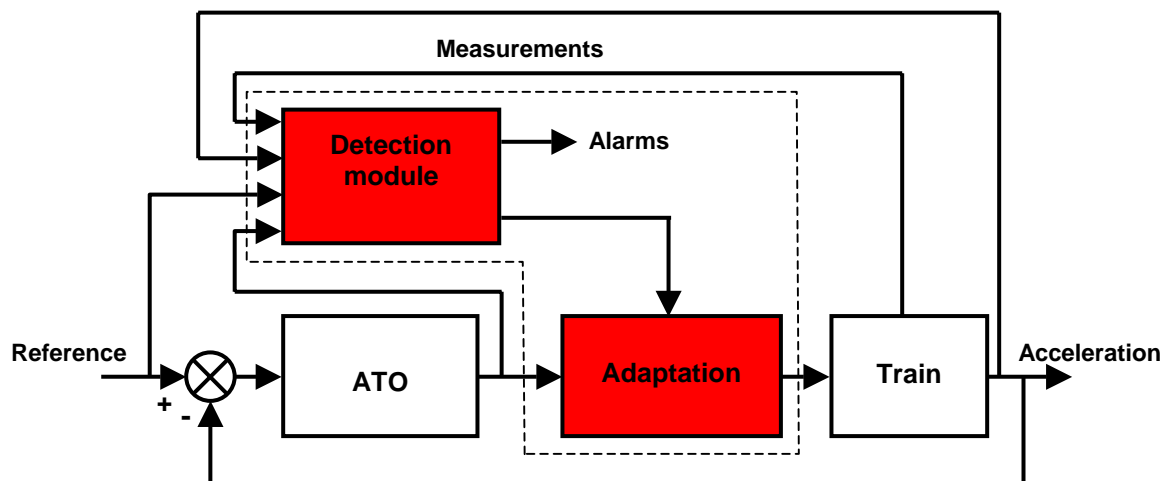 Measurements
Detection
module
Alarms
Reference
+
-
ATO
Adaptation
Train
Acceleration